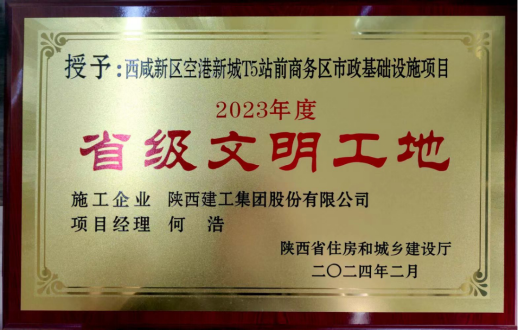 授予:西咸新区空港新城T5站前商务区市政基础设施项目
2023年度
省级文明工地
施工企业 陕西建工集团股份有限公司
项目经理 何浩
陕西省住房和城乡建设厅
二〇二四年二月